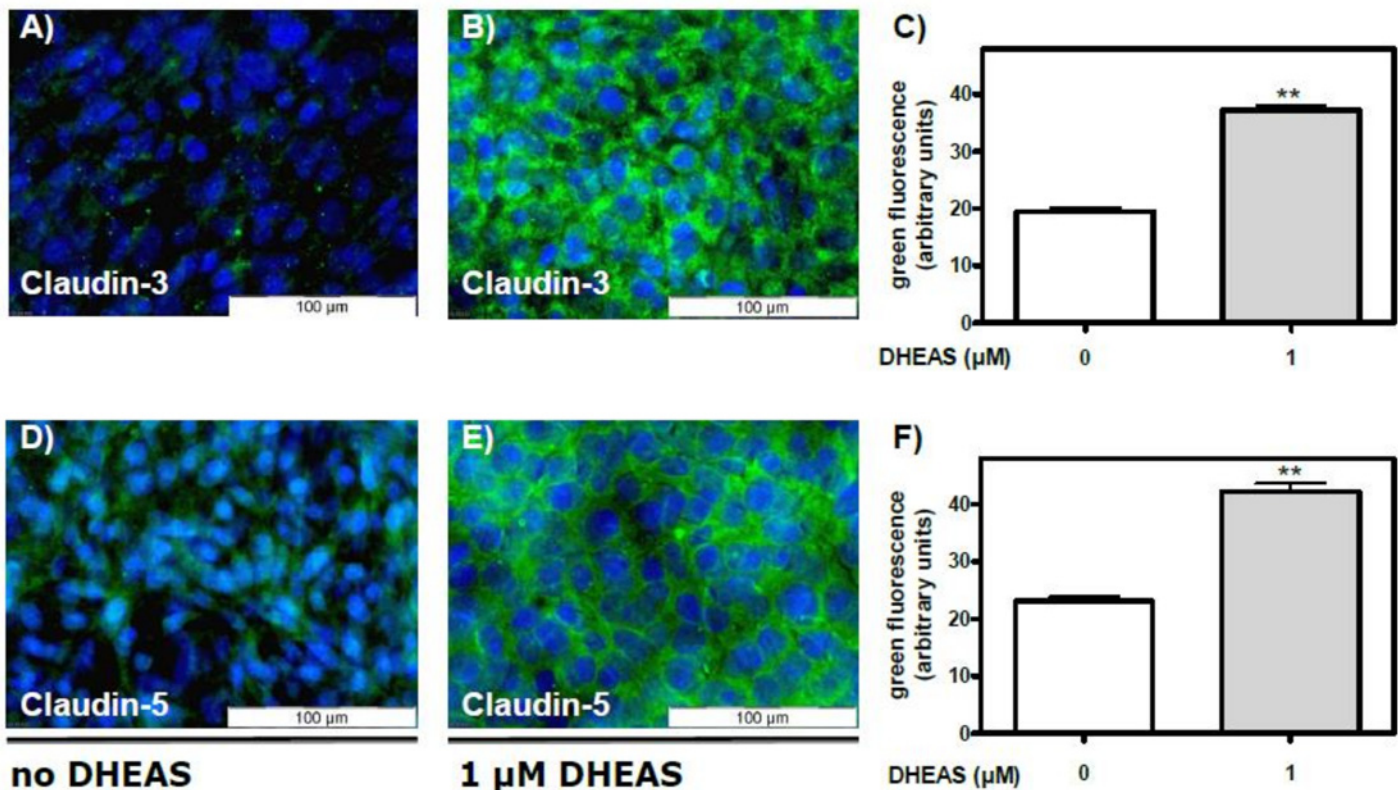 A)
Claudin-3
100 µm
B)
Claudin-3
100 µm
C)
green fluorescence
(arbitrary units)
40
30
20
10
0
**
DHEAS (µM) 0 1
D)
Claudin-5
100 µm
E)
Claudin-5
100 µm
F)
green fluorescence
(arbitrary units)
40
30
20
10
0
**
DHEAS (µM) 0 1
no DHEAS
1 µM DHEAS